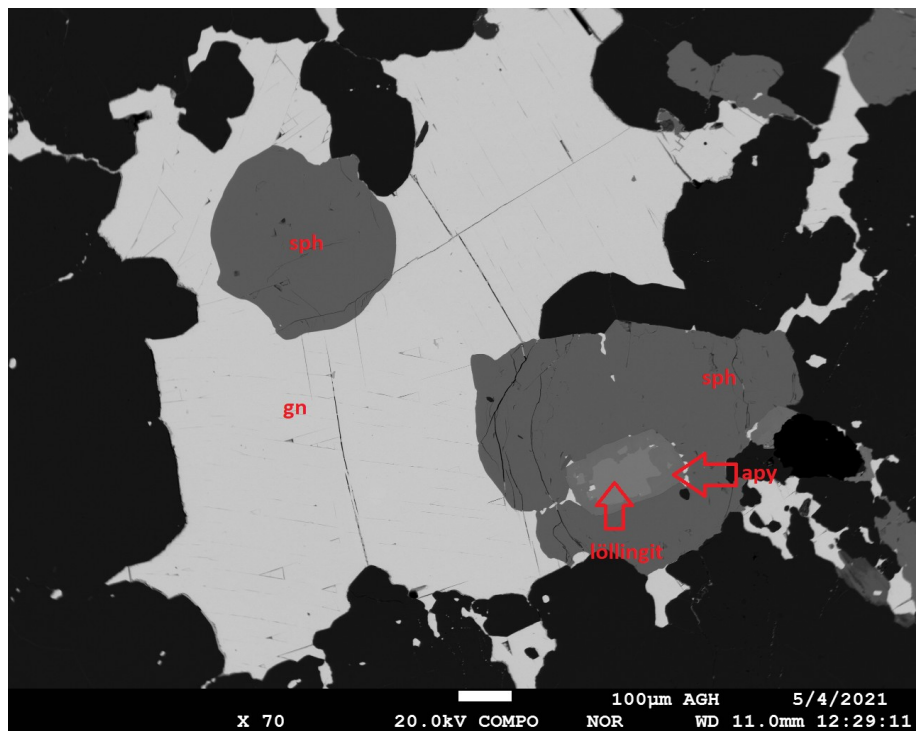 sph
gn
sph
apy
löllingit
100µm AGH 5/4/2021
X 70 20.0kV COMPO NOR WD 11.0mm 12:29:11